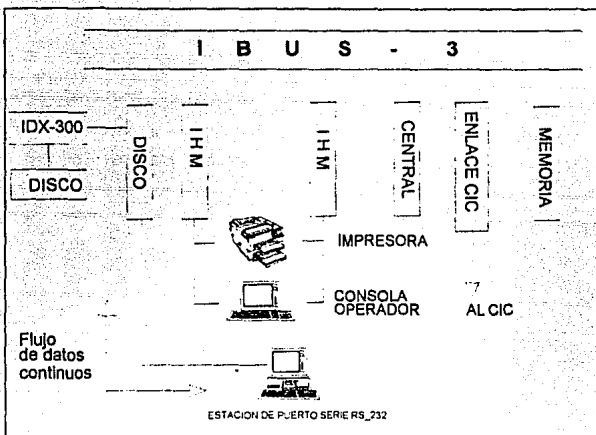 I B U S - 3
IDX-300
DISCO
DISCO
I H M
I H M
CENTRAL
ENLACE CIC
MEMORIA
IMPRESORA
CONSOLA
OPERADOR
AL CIC
Flujo
de datos
continuos
ESTACION DE PUERTO SERIE RS_232